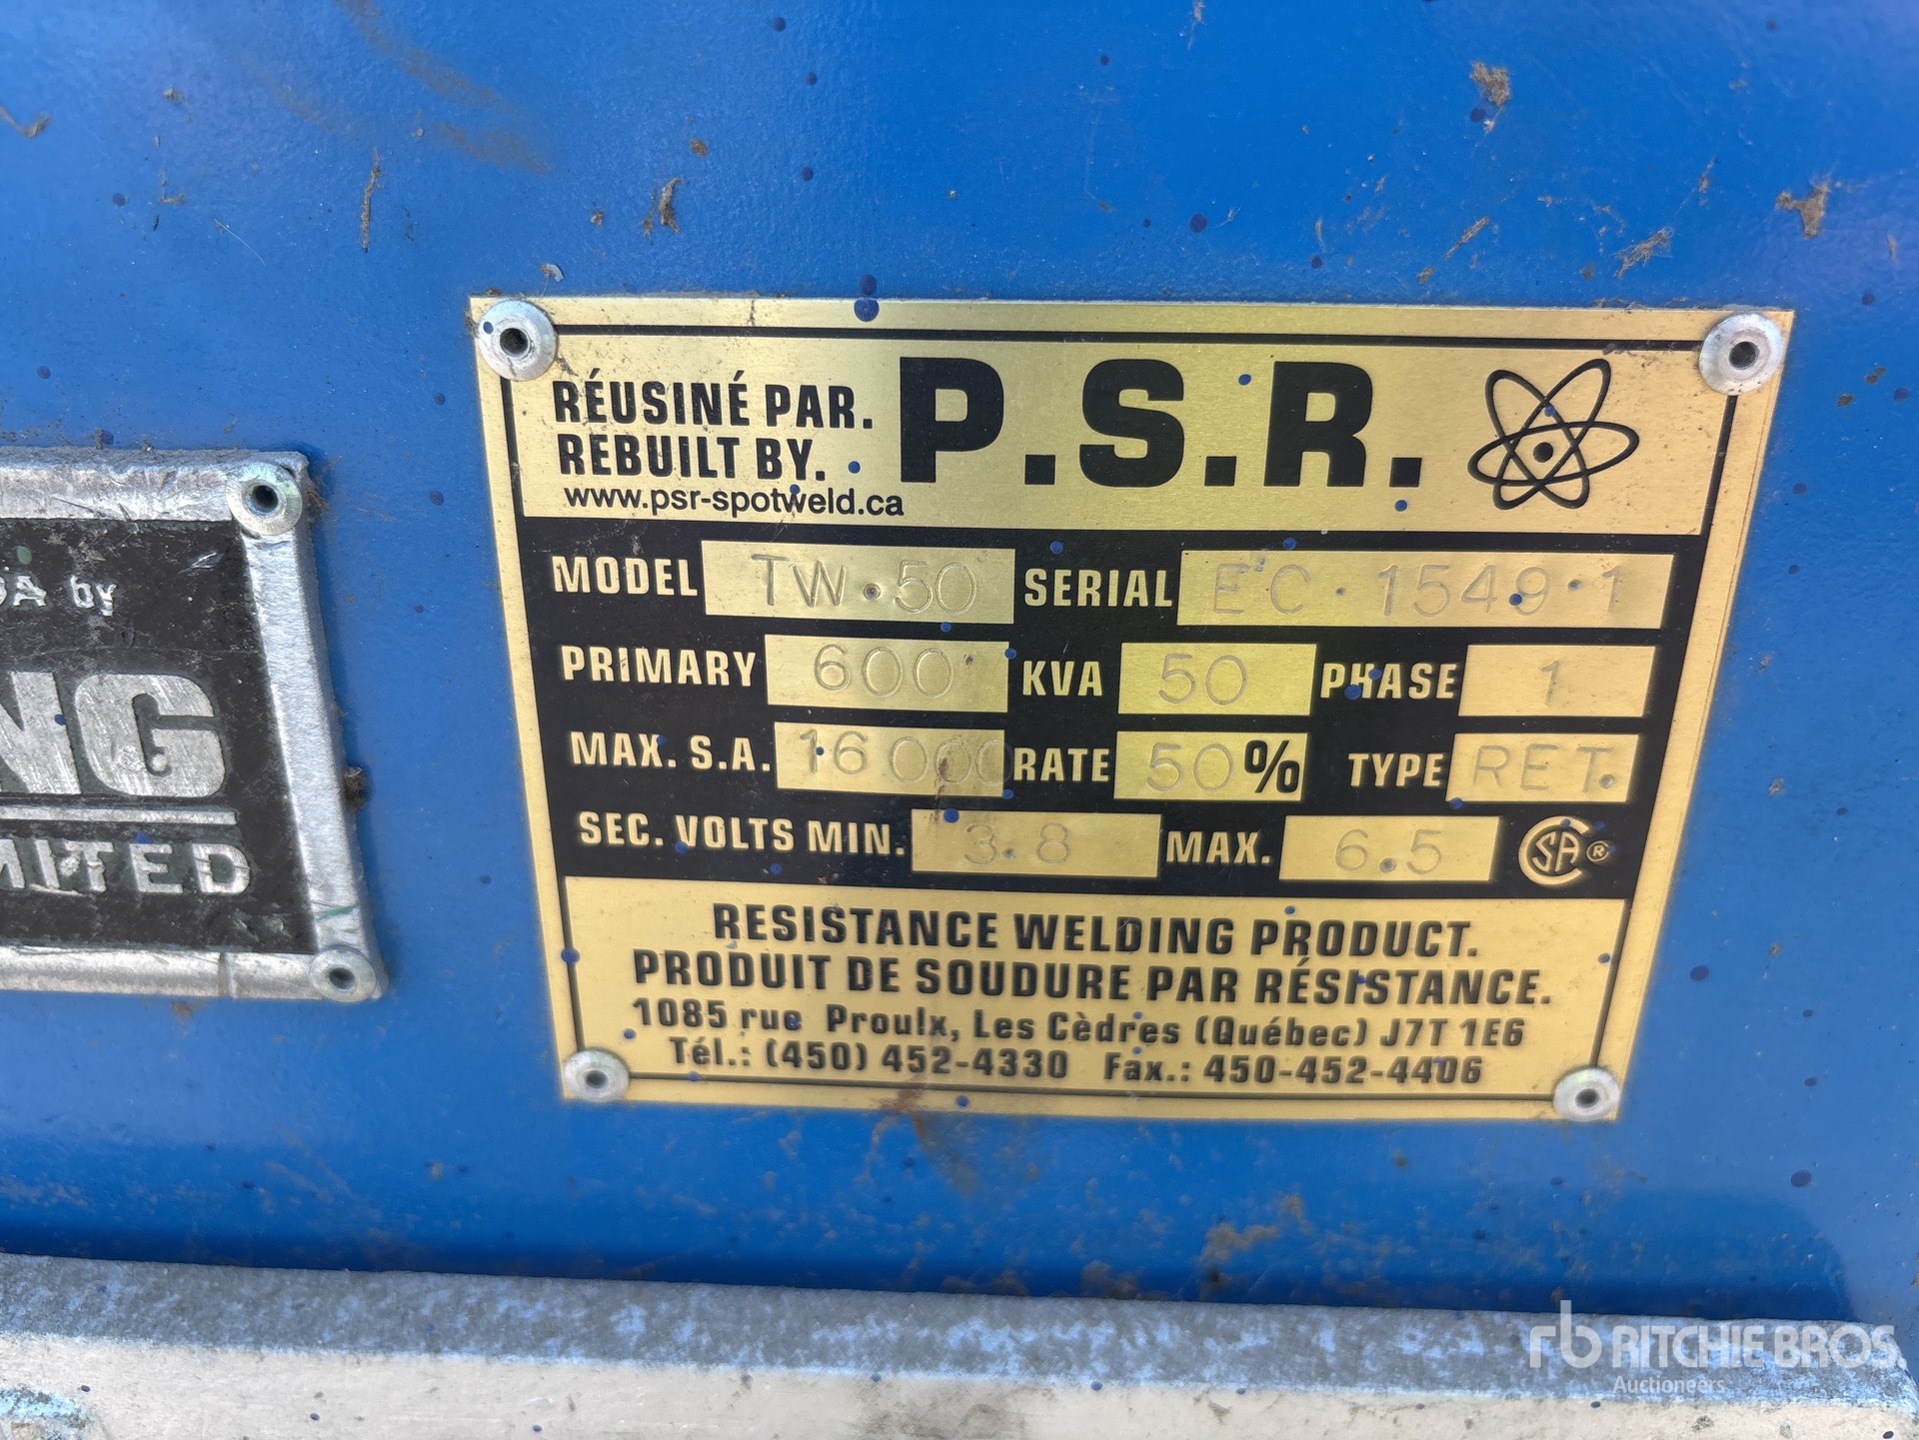 RÉUSINÉ PAR. P.S.R.
REBUILT BY.
www.psr-spotweld.ca
MODEL TW.50 SERIAL EC.1549.1
PRIMARY 600 KVA 50 PHASE 1
MAX. S.A. 16000 RATE 50% TYPE RET.
SEC. VOLTS MIN. 3.8 MAX. 6.5 CSA ®
RESISTANCE WELDING PRODUCT.
PRODUIT DE SOUDURE PAR RÉSISTANCE.
1085 rue Proulx, Les Cèdres (Québec) J7T 1E6
Tél.: (450) 452-4330 Fax.: 450-452-4406
by
rb RITCHIE BROS.
Auctioneers